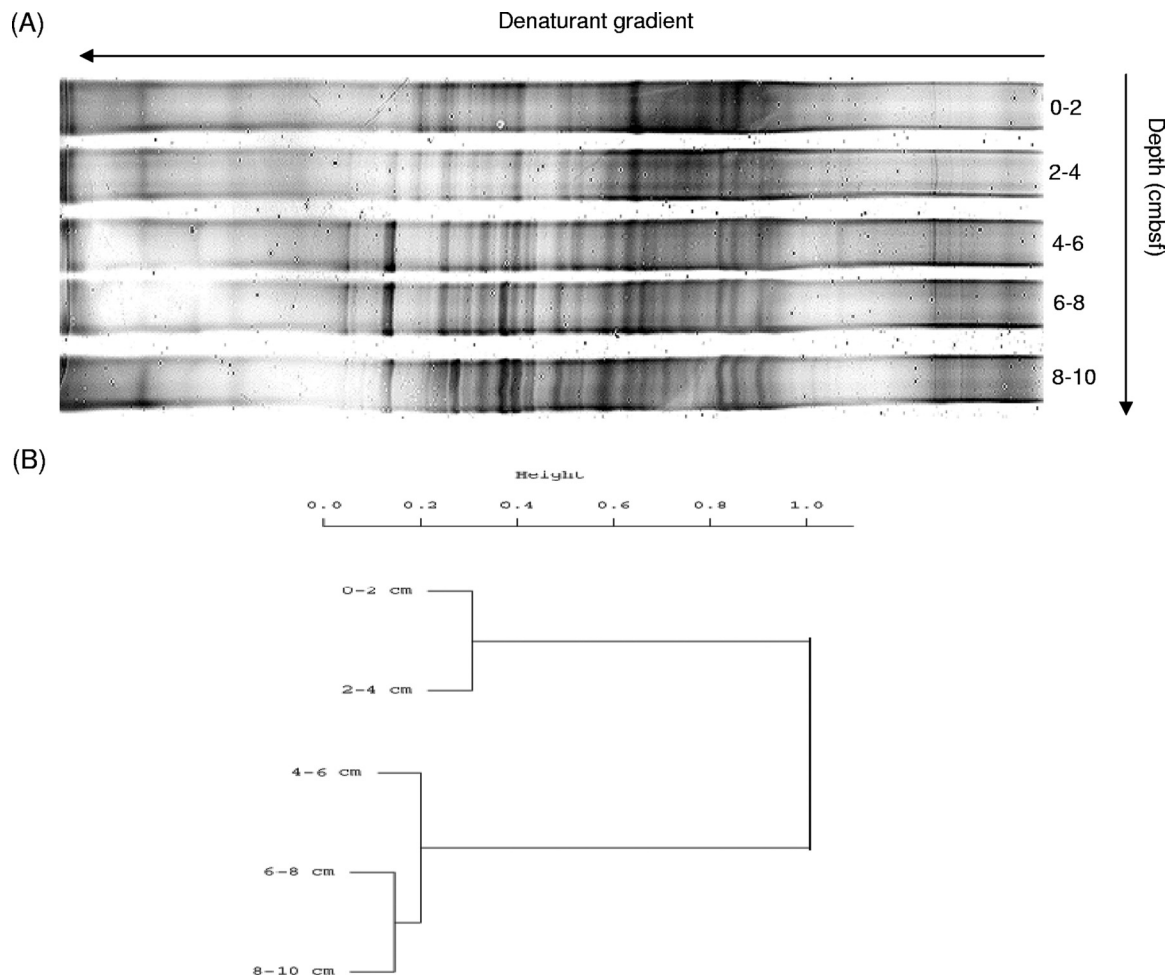 (A)
Denaturant gradient
0-2
2-4
4-6
6-8
8-10
Depth (cmbsf)
(B)
Height
0.0 0.2 0.4 0.6 0.8 1.0
0-2 cm
2-4 cm
4-6 cm
6-8 cm
8-10 cm